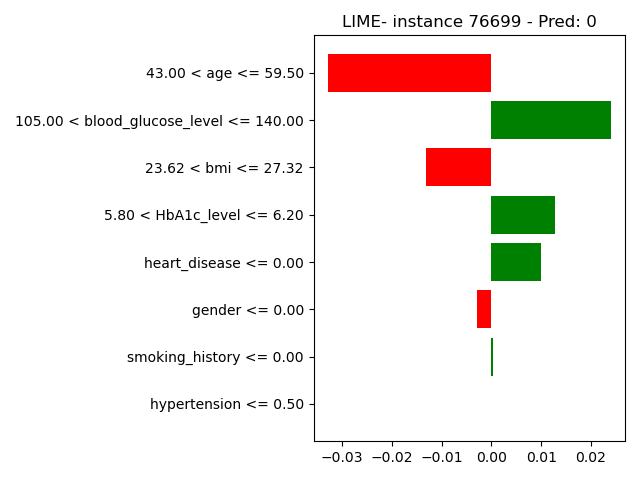 LIME- instance 76699 - Pred: 0
43.00 < age <= 59.50
105.00 < blood_glucose_level <= 140.00
23.62 < bmi <= 27.32
5.80 < HbA1c_level <= 6.20
heart_disease <= 0.00
gender <= 0.00
smoking_history <= 0.00
hypertension <= 0.50
−0.03 −0.02 −0.01 0.00 0.01 0.02